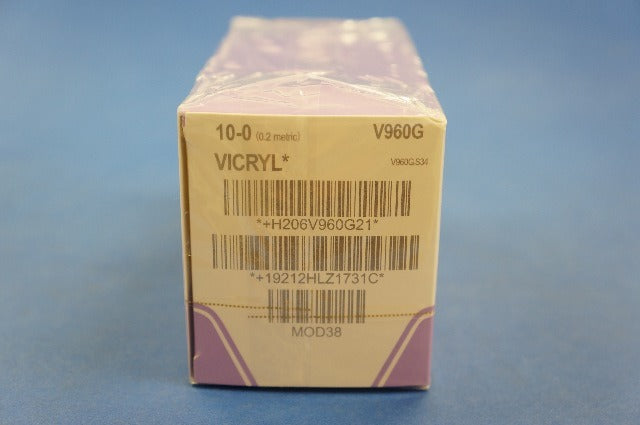 10-0 (0.2 metric) V960G
VICRYL* V960G.S34
*+H206V960G21*
*+19212HLZ1731C*
MOD38